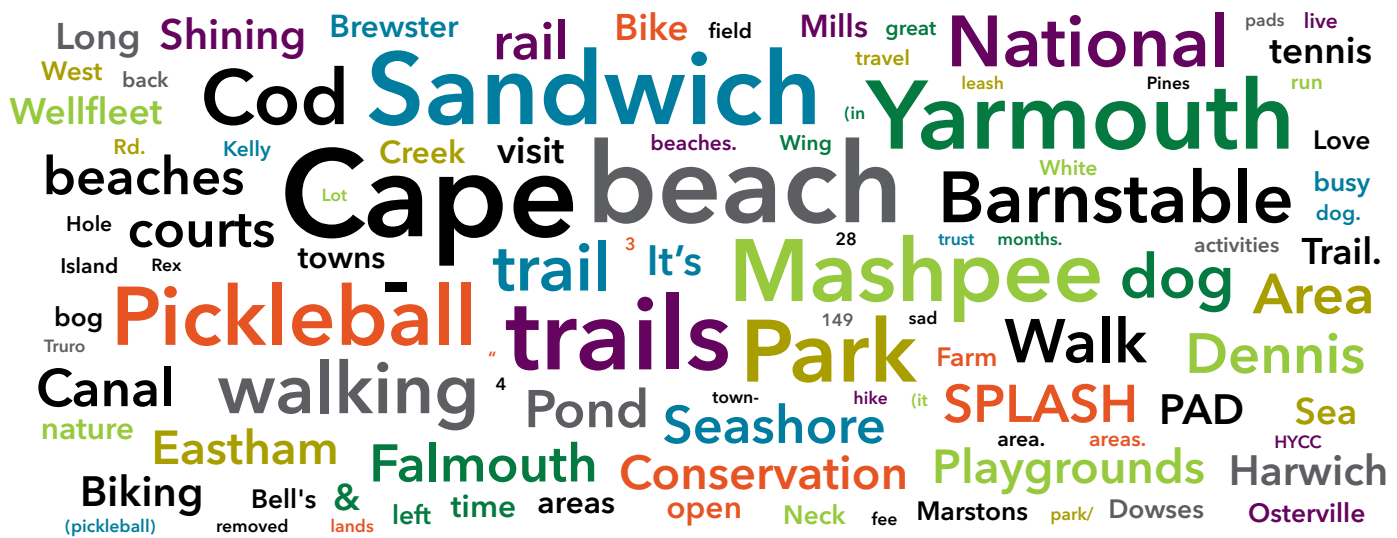 Long Shining Brewster rail Bike field Mills great National pads live
West back Cod Sandwich travel tennis
Wellfleet (in Yarmouth leash Pines run
Rd. Kelly Creek visit beaches. Wing Love
beaches Cape Lot beach White Barnstable busy
Hole courts dog.
towns trail 3 It's 28 trust months. activities Trail.
Island Rex Mashpee dog Area
-
bog Pickleball trails Park 149 sad Walk
Truro " Farm Dennis
Canal walking 4 Pond town- hike (it SPLASH PAD Sea
nature Seashore area. areas. HYCC
Eastham Falmouth Conservation Playgrounds Harwich
Biking Bell's & left time areas open Neck fee Marstons park/ Dowses Osterville
(pickleball) removed lands